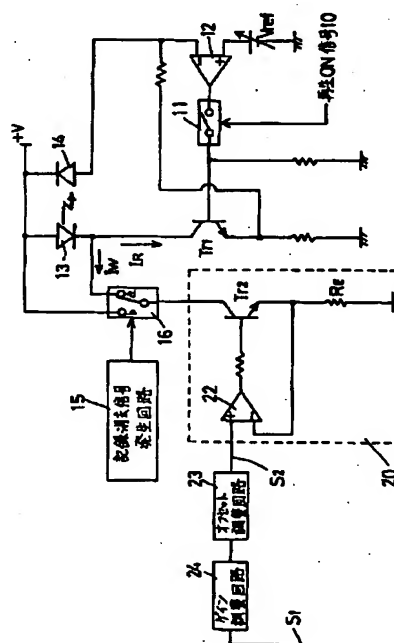 +V
14
13
12
Vref
11
再生ON信号10
Iw
IR
Tr1
16
a
b
15
記録消去信号
発生回路
Tr2
22
RE
20
S2
23
オフセット
調整回路
24
ゲイン
調整回路
S1